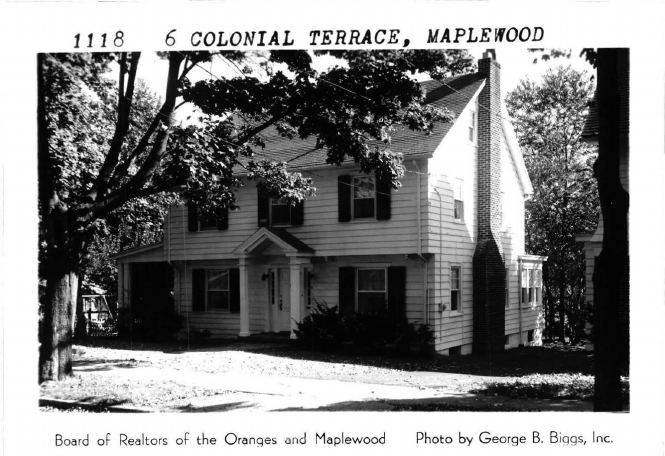 1118 6 COLONIAL TERRACE, MAPLEWOOD
Board of Realtors of the Oranges and Maplewood Photo by George B. Biggs, Inc.